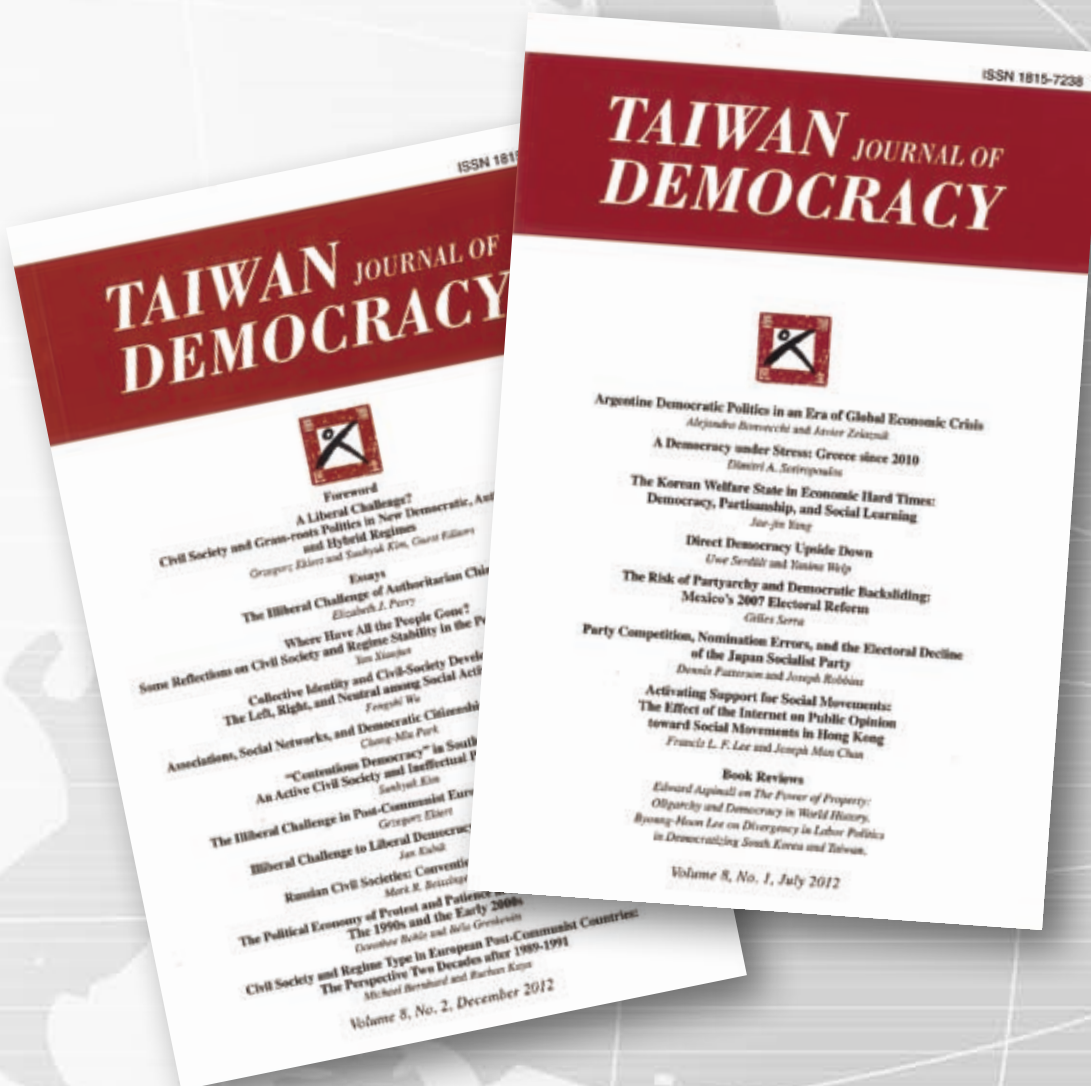 ISSN 1815-7238
TAIWAN JOURNAL OF
DEMOCRACY
Argentine Democratic Politics in an Era of Global Economic Crisis
Alejandro Bonvecchi and Javier Zelaznik
A Democracy under Stress: Greece since 2010
Dimitri A. Sotiropoulos
The Korean Welfare State in Economic Hard Times:
Democracy, Partisanship, and Social Learning
Jae-jin Yang
Direct Democracy Upside Down
Uwe Serdült and Yanina Welp
The Risk of Partyarchy and Democratic Backsliding:
Mexico's 2007 Electoral Reform
Gilles Serra
Party Competition, Nomination Errors, and the Electoral Decline
of the Japan Socialist Party
Dennis Patterson and Joseph Robbins
Activating Support for Social Movements:
The Effect of the Internet on Public Opinion
toward Social Movements in Hong Kong
Francis L. F. Lee and Joseph Man Chan
Book Reviews
Edward Aspinall on The Power of Property:
Oligarchy and Democracy in World History.
Byoung-Hoon Lee on Divergency in Labor Politics
in Democratizing South Korea and Taiwan.
Volume 8, No. 1, July 2012
ISSN 181
TAIWAN JOURNAL OF
DEMOCRACY
Foreword
A Liberal Challenge?
Civil Society and Grass-roots Politics in New Democratic,
and Hybrid Regimes
Grzegorz Ekiert and Sunhyuk Kim, Guest Editors
Essays
The Illiberal Challenge of Authoritarian
Elizabeth J. Perry
Where Have All the People Gone?
Some Reflections on Civil Society and Regime Stability in the
Yan Xiaojun
Collective Identity and Civil-Society
The Left, Right, and Neutral among Social
Fengshi Wu
Associations, Social Networks, and Democratic
Chong-Min Park
"Contentious Democracy" in
An Active Civil Society and Ineffectual
Sunhyuk Kim
The Illiberal Challenge in Post-Communist
Grzegorz Ekiert
Illiberal Challenge to Liberal Democracy
Jan Kubik
Russian Civil Societies:
Mark R.
The Political Economy of Protest and Patience
The 1990s and the Early 2000s
Dorothee Bohle and Béla Greskovits
Civil Society and Regime Type in European Post-Communist Countries:
The Perspective Two Decades after 1989-1991
Michael Bernhard and Ruchan Kaya
Volume 8, No. 2, December 2012